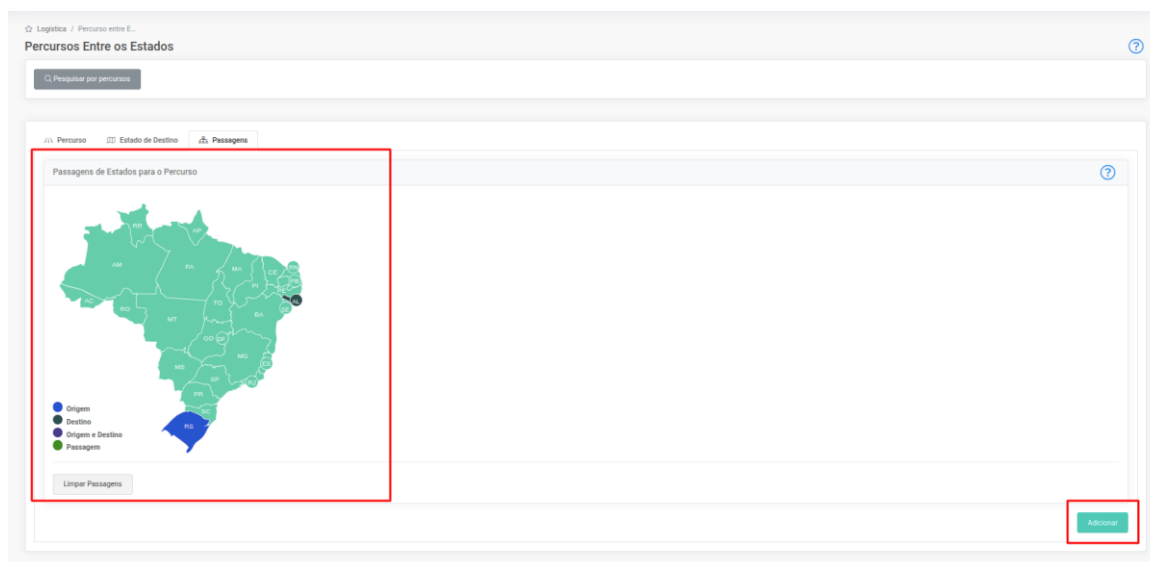 Logística / Percurso entre E...
Percursos Entre os Estados
?
Pesquisar por percursos
Percurso
Estado de Destino
Passagens
Passagens de Estados para o Percurso
?
RR
AP
AM
PA
MA
CE
RN
PB
PI
PE
AL
AC
RO
TO
SE
MT
BA
GO
DF
MG
MS
ES
SP
RJ
PR
SC
RS
Origem
Destino
Origem e Destino
Passagem
Limpar Passagens
Adicionar